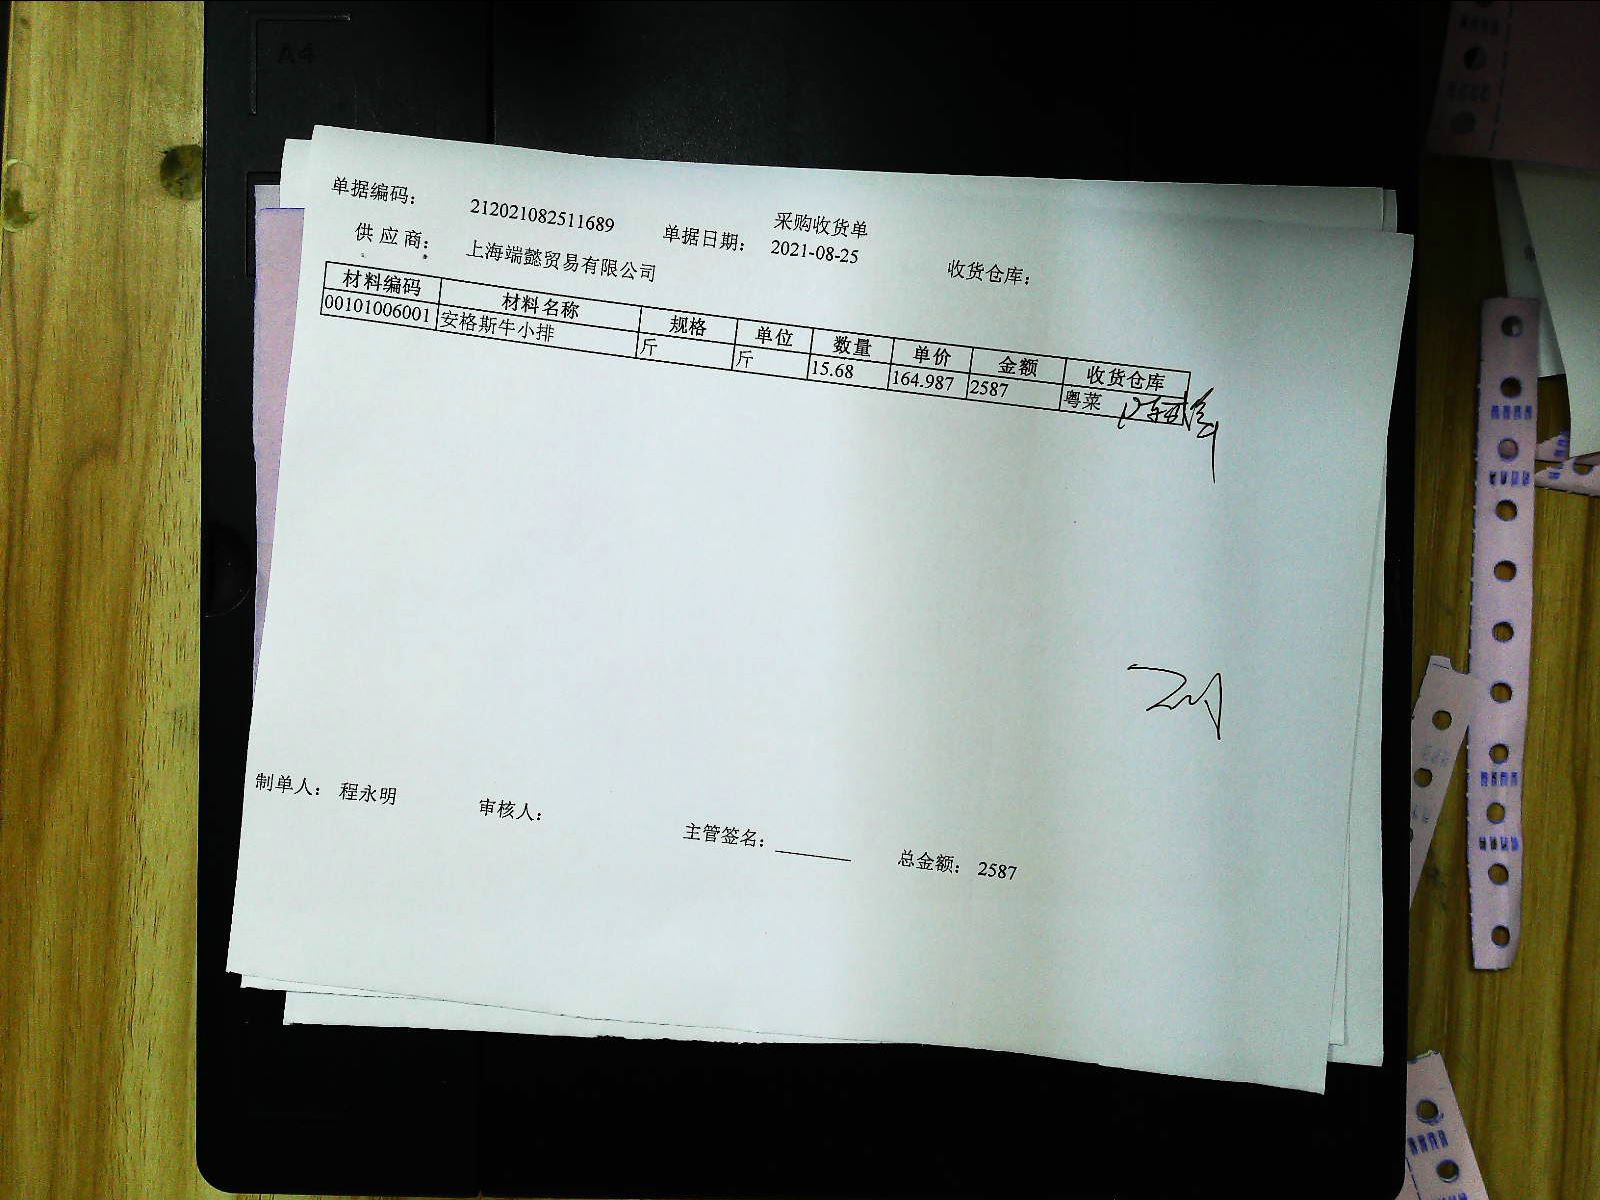 采购收货单
单据编码： 212021082511689 单据日期： 2021-08-25 收货仓库：
供 应 商： 上海端懿贸易有限公司
材料编码 材料名称 规格 单位 数量 单价 金额 收货仓库
00101006001 安格斯牛小排 斤 斤 15.68 164.987 2587 粤菜
制单人： 程永明 审核人： 主管签名： 总金额： 2587
A4